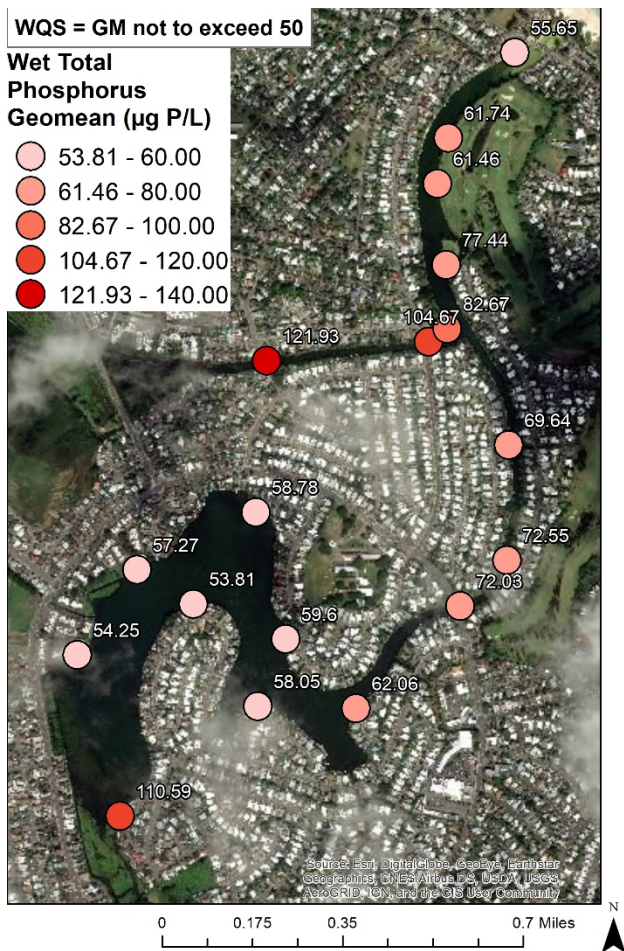 WQS = GM not to exceed 50
Wet Total
Phosphorus
Geomean (µg P/L)
53.81 - 60.00
61.46 - 80.00
82.67 - 100.00
104.67 - 120.00
121.93 - 140.00
55.65
61.74
61.46
77.44
82.67
104.67
121.93
69.64
58.78
72.55
57.27
72.03
53.81
59.6
54.25
58.05
62.06
110.59
Source: Esri, DigitalGlobe, GeoEye, Earthstar
Geographics, CNES/Airbus DS, USDA, USGS,
AeroGRID, IGN, and the GIS User Community
N
0 0.175 0.35 0.7 Miles